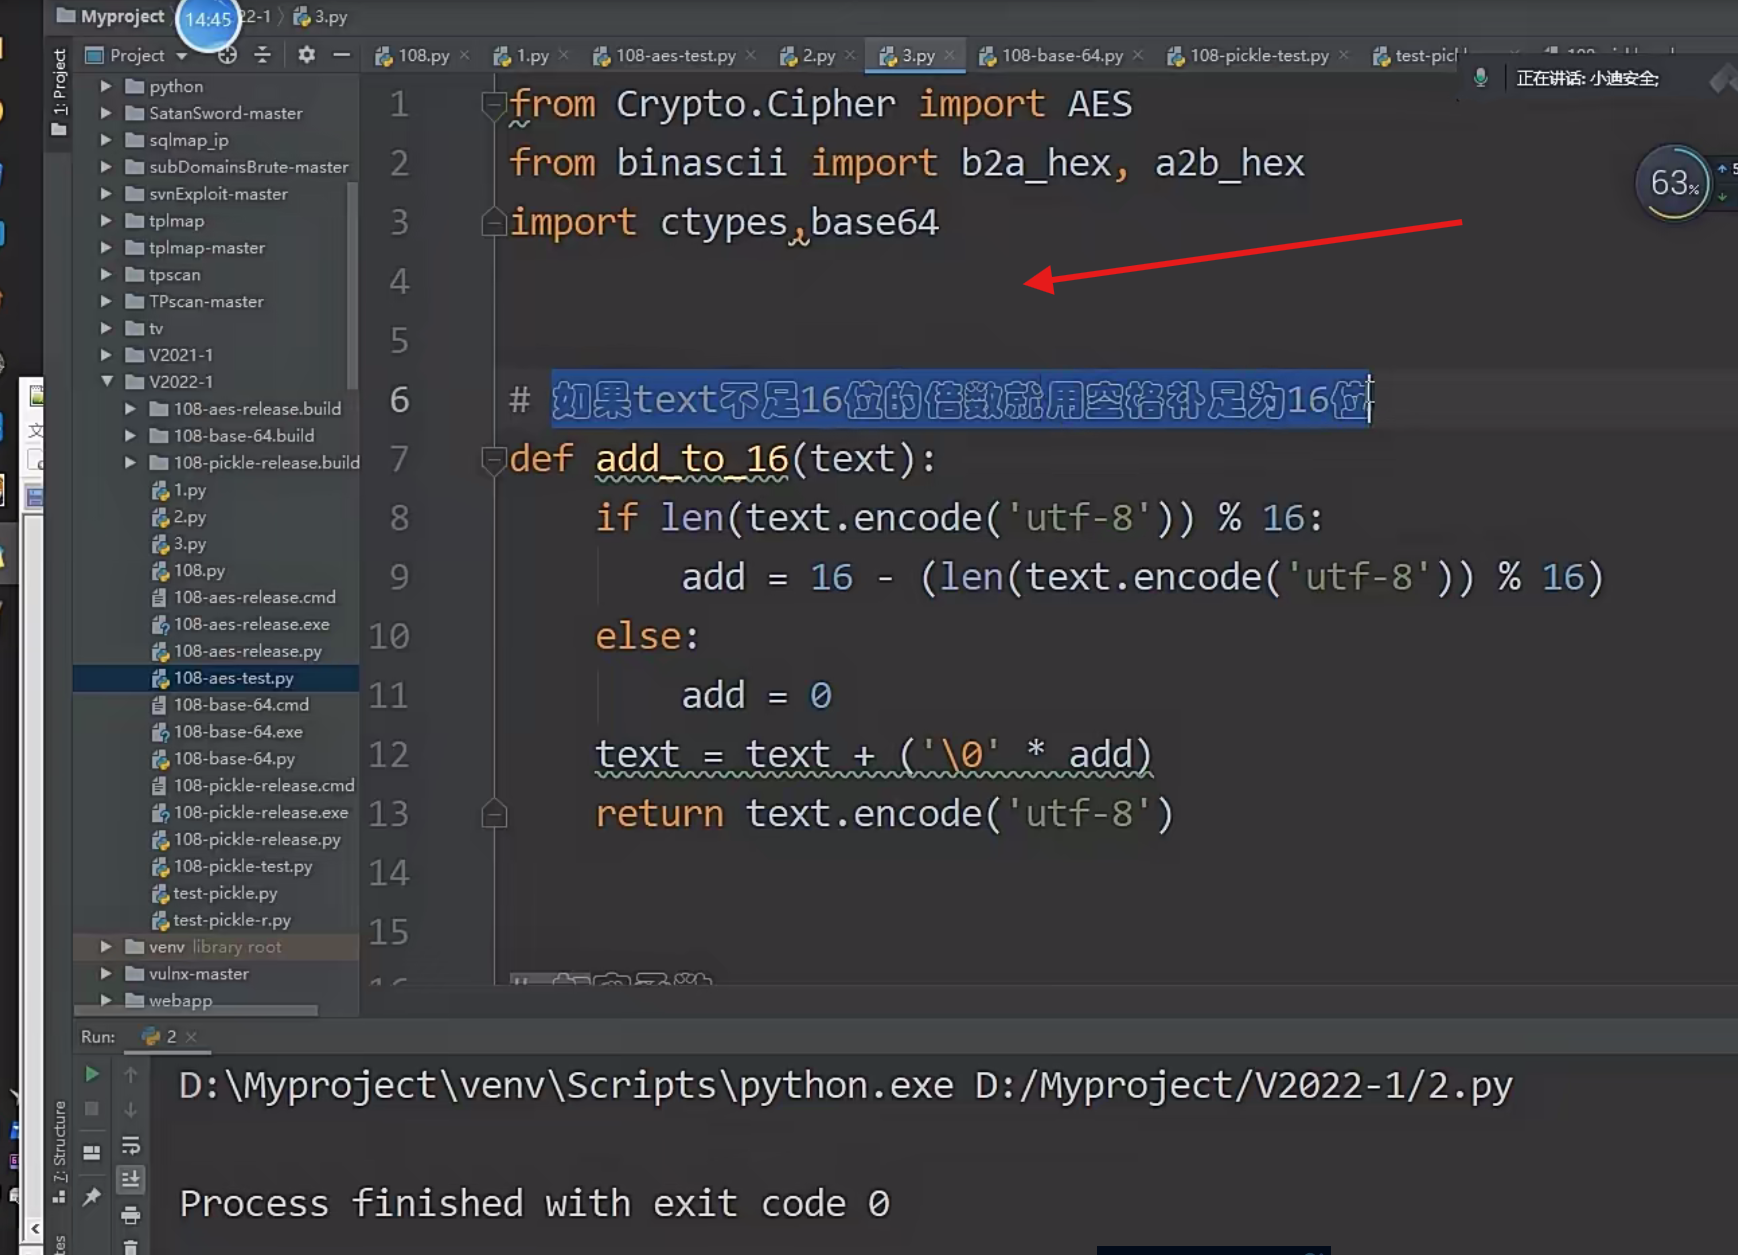 Myproject
14:45
22-1
3.py
Project
108.py
1.py
108-aes-test.py
2.py
3.py
108-base-64.py
108-pickle-test.py
正在讲话: 小迪安全;
63%
1: Project
python
SatanSword-master
sqlmap_ip
subDomainsBrute-master
svnExploit-master
tplmap
tplmap-master
tpscan
TPscan-master
tv
V2021-1
V2022-1
108-aes-release.build
108-base-64.build
108-pickle-release.build
1.py
2.py
3.py
108.py
108-aes-release.cmd
108-aes-release.exe
108-aes-release.py
108-aes-test.py
108-base-64.cmd
108-base-64.exe
108-base-64.py
108-pickle-release.cmd
108-pickle-release.exe
108-pickle-release.py
108-pickle-test.py
test-pickle.py
test-pickle-r.py
venv library root
vulnx-master
webapp
1 from Crypto.Cipher import AES
2 from binascii import b2a_hex, a2b_hex
3 import ctypes,base64
4
5
6 # 如果text不足16位的倍数就用空格补足为16位
7 def add_to_16(text):
8 if len(text.encode('utf-8')) % 16:
9 add = 16 - (len(text.encode('utf-8')) % 16)
10 else:
11 add = 0
12 text = text + ('\0' * add)
13 return text.encode('utf-8')
14
15
Run: 2
D:\Myproject\venv\Scripts\python.exe D:/Myproject/V2022-1/2.py
Process finished with exit code 0
7: Structure